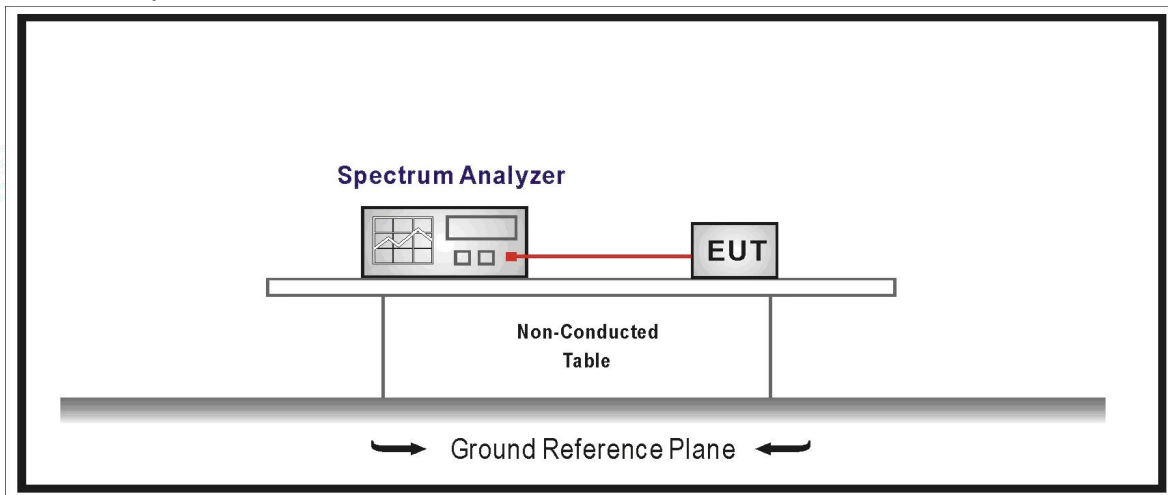 Spectrum Analyzer
EUT
Non-Conducted
Table
Ground Reference Plane